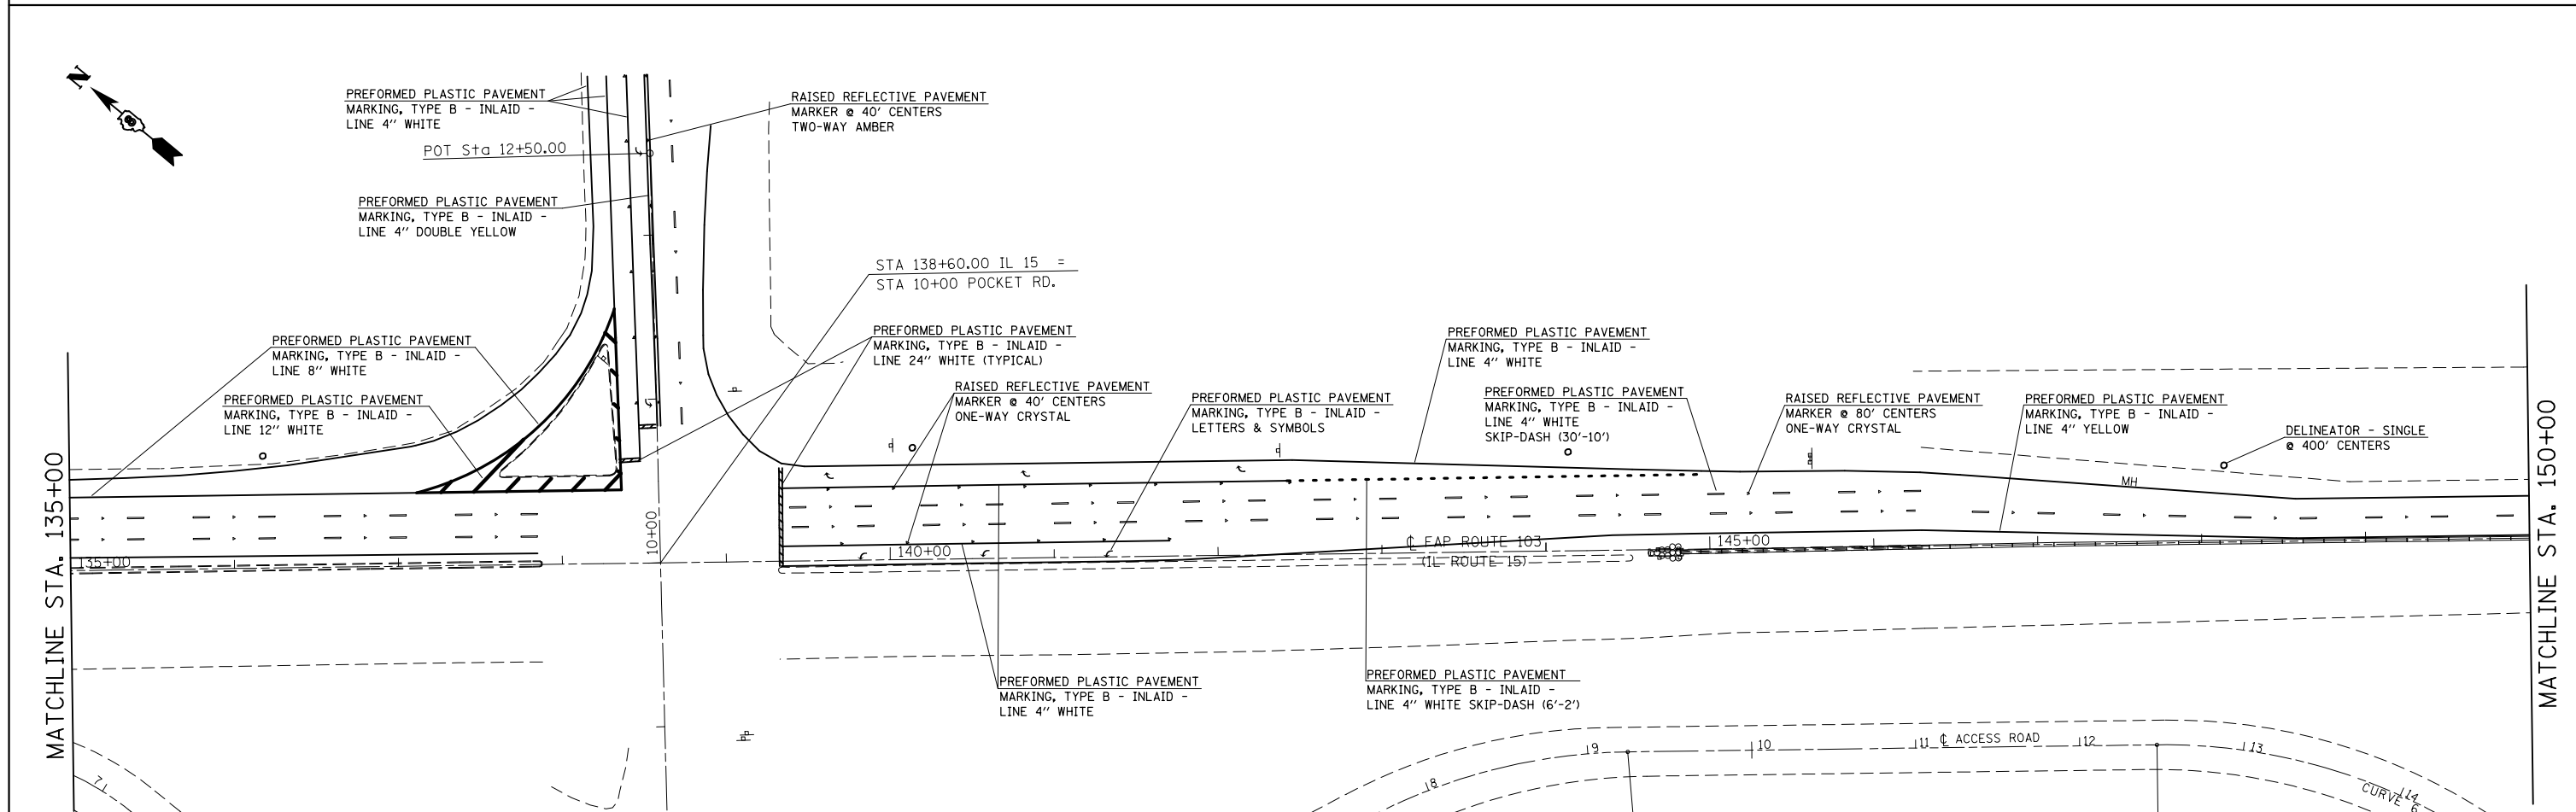 N
PREFORMED PLASTIC PAVEMENT
MARKING, TYPE B - INLAID -
LINE 4" WHITE
RAISED REFLECTIVE PAVEMENT
MARKER @ 40' CENTERS
TWO-WAY AMBER
POT Sta 12+50.00
PREFORMED PLASTIC PAVEMENT
MARKING, TYPE B - INLAID -
LINE 4" DOUBLE YELLOW
STA 138+60.00 IL 15 =
STA 10+00 POCKET RD.
PREFORMED PLASTIC PAVEMENT
MARKING, TYPE B - INLAID -
LINE 8" WHITE
PREFORMED PLASTIC PAVEMENT
MARKING, TYPE B - INLAID -
LINE 24" WHITE (TYPICAL)
PREFORMED PLASTIC PAVEMENT
MARKING, TYPE B - INLAID -
LINE 4" WHITE
PREFORMED PLASTIC PAVEMENT
MARKING, TYPE B - INLAID -
LINE 12" WHITE
RAISED REFLECTIVE PAVEMENT
MARKER @ 40' CENTERS
ONE-WAY CRYSTAL
PREFORMED PLASTIC PAVEMENT
MARKING, TYPE B - INLAID -
LETTERS & SYMBOLS
PREFORMED PLASTIC PAVEMENT
MARKING, TYPE B - INLAID -
LINE 4" WHITE
SKIP-DASH (30'-10')
RAISED REFLECTIVE PAVEMENT
MARKER @ 80' CENTERS
ONE-WAY CRYSTAL
PREFORMED PLASTIC PAVEMENT
MARKING, TYPE B - INLAID -
LINE 4" YELLOW
DELINEATOR - SINGLE
@ 400' CENTERS
MH
MATCHLINE STA. 135+00
135+00
10+00
140+00
℄ FAP ROUTE 103
(IL ROUTE 15)
145+00
MATCHLINE STA. 150+00
PREFORMED PLASTIC PAVEMENT
MARKING, TYPE B - INLAID -
LINE 4" WHITE
PREFORMED PLASTIC PAVEMENT
MARKING, TYPE B - INLAID -
LINE 4" WHITE SKIP-DASH (6'-2')
7
8
9
10
11
℄ ACCESS ROAD
12
13
14
CURVE 6